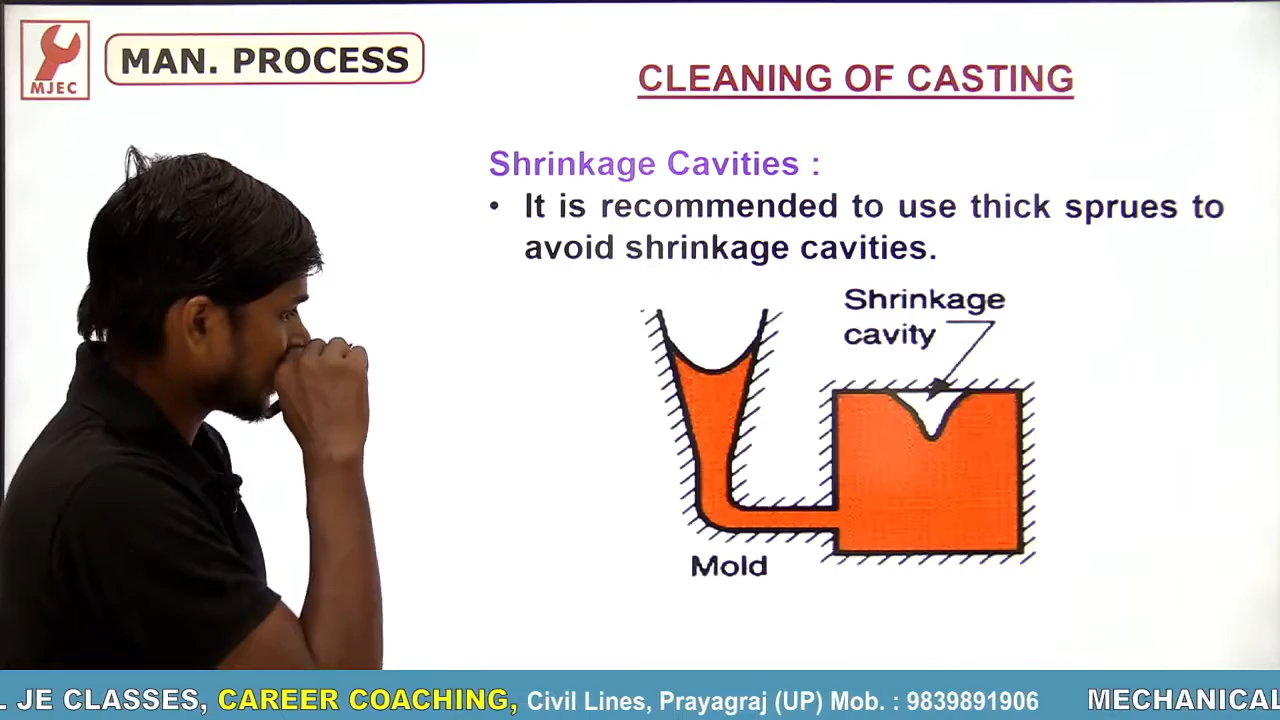 MJEC
MAN. PROCESS
CLEANING OF CASTING
Shrinkage Cavities :
• It is recommended to use thick sprues to
avoid shrinkage cavities.
Shrinkage
cavity
Mold
JE CLASSES, CAREER COACHING, Civil Lines, Prayagraj (UP) Mob. : 9839891906 MECHANICAL